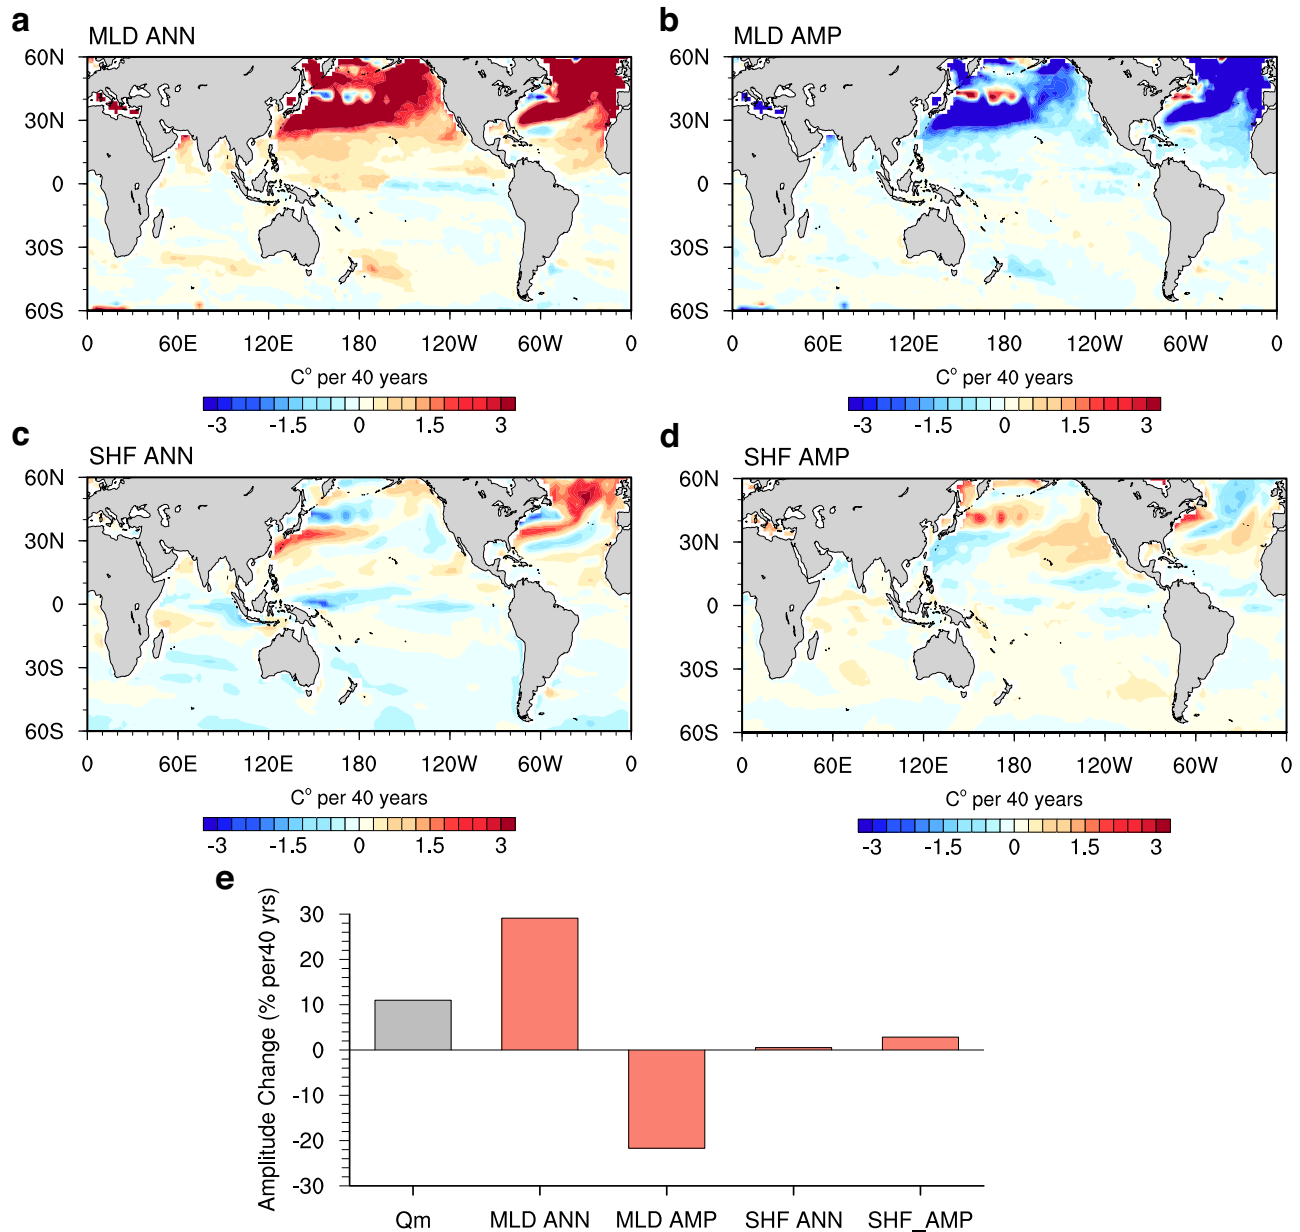 a
MLD ANN
60N
30N
0
30S
60S
0 60E 120E 180 120W 60W 0
C° per 40 years
-3 -1.5 0 1.5 3
b
MLD AMP
60N
30N
0
30S
60S
0 60E 120E 180 120W 60W 0
C° per 40 years
-3 -1.5 0 1.5 3
c
SHF ANN
60N
30N
0
30S
60S
0 60E 120E 180 120W 60W 0
C° per 40 years
-3 -1.5 0 1.5 3
d
SHF AMP
60N
30N
0
30S
60S
0 60E 120E 180 120W 60W 0
C° per 40 years
-3 -1.5 0 1.5 3
e
Amplitude Change (% per40 yrs)
30
20
10
0
-10
-20
-30
Qm MLD ANN MLD AMP SHF ANN SHF_AMP